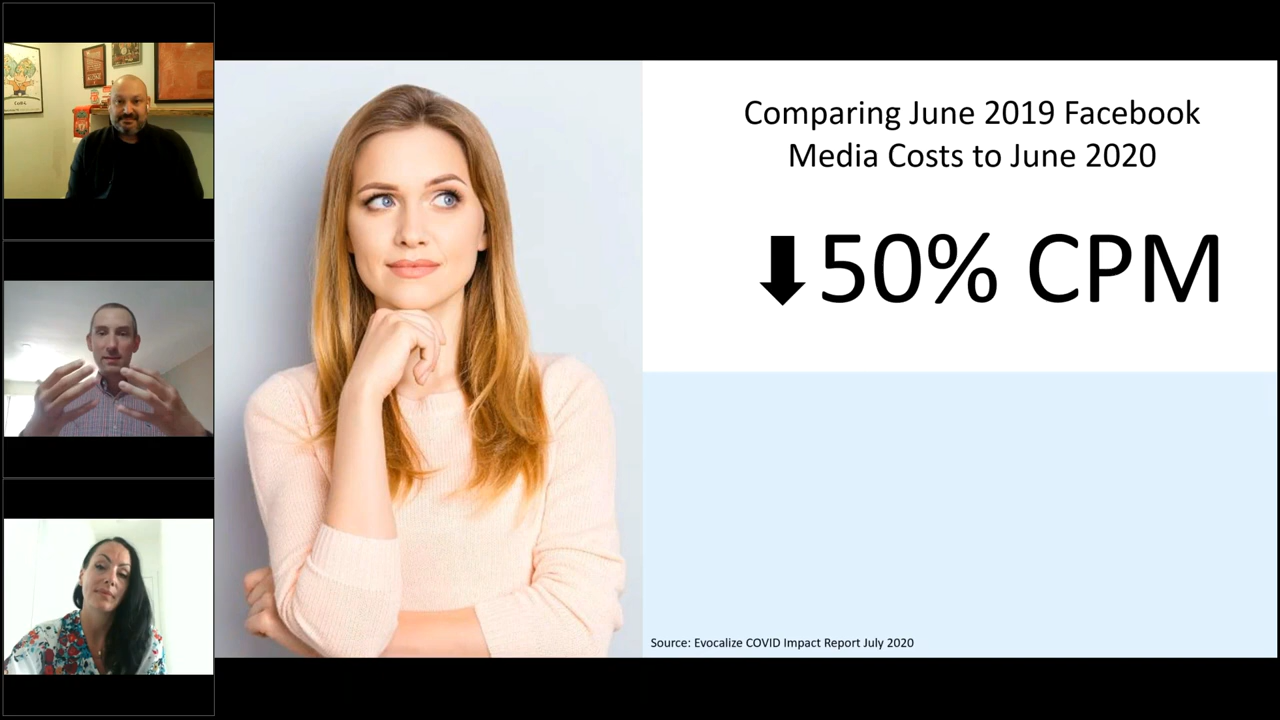 Comparing June 2019 Facebook
Media Costs to June 2020
⬇50% CPM
Source: Evocalize COVID Impact Report July 2020